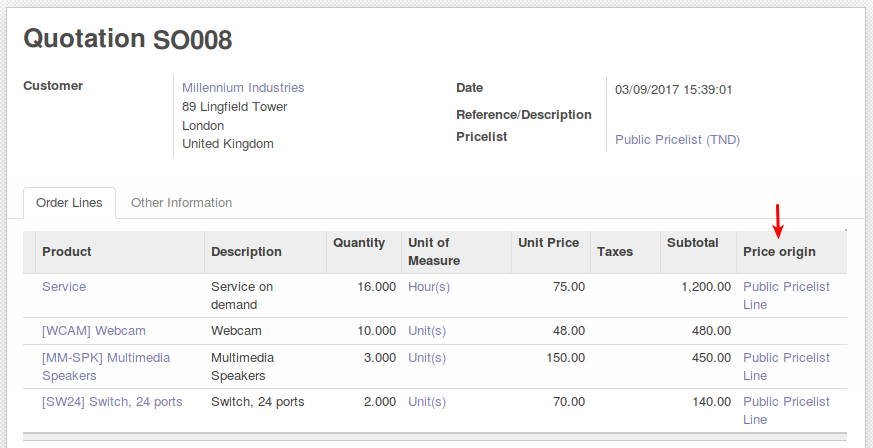 Quotation SO008
Customer
Millennium Industries
89 Lingfield Tower
London
United Kingdom
Date
03/09/2017 15:39:01
Reference/Description
Pricelist
Public Pricelist (TND)
Order Lines
Other Information
Product
Description
Quantity
Unit of
Measure
Unit Price
Taxes
Subtotal
Price origin
Service
Service on
demand
16.000
Hour(s)
75.00
1,200.00
Public Pricelist
Line
[WCAM] Webcam
Webcam
10.000
Unit(s)
48.00
480.00
[MM-SPK] Multimedia
Speakers
Multimedia
Speakers
3.000
Unit(s)
150.00
450.00
Public Pricelist
Line
[SW24] Switch, 24 ports
Switch, 24 ports
2.000
Unit(s)
70.00
140.00
Public Pricelist
Line